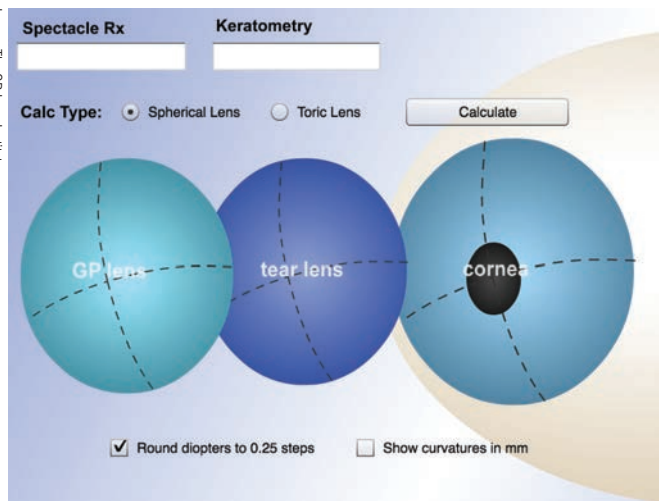 Spectacle Rx Keratometry
Calc Type: Spherical Lens Toric Lens Calculate
GP lens tear lens cornea
Round diopters to 0.25 steps Show curvatures in mm